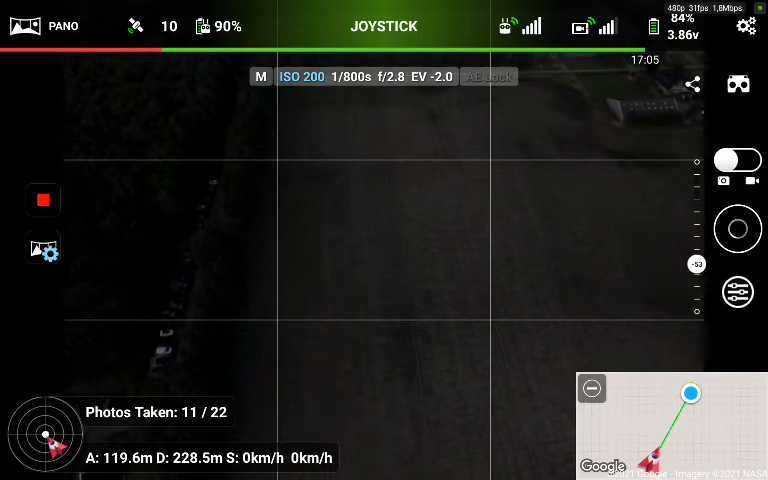 480p 31fips 1,8Mbps
PANO
10
90%
JOYSTICK
84%
3.86v
17:05
M ISO 200 1/800s f/2.8 EV -2.0 AE Lock
-53
Photos Taken: 11 / 22
A: 119.6m D: 228.5m S: 0km/h 0km/h
Google
©2021 Google - Imagery ©2021 NASA